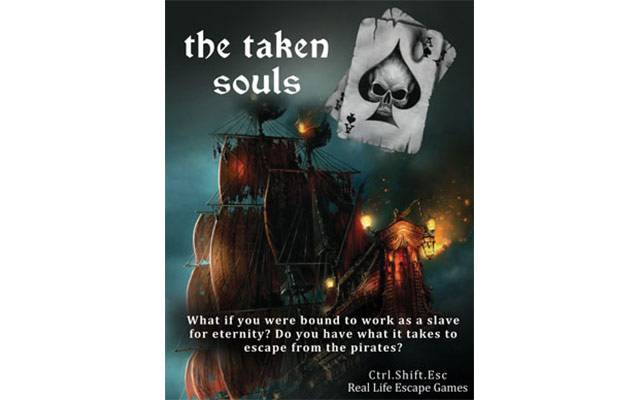 the taken
souls
A
A
What if you were bound to work as a slave
for eternity? Do you have what it takes to
escape from the pirates?
Ctrl.Shift.Esc
Real Life Escape Games